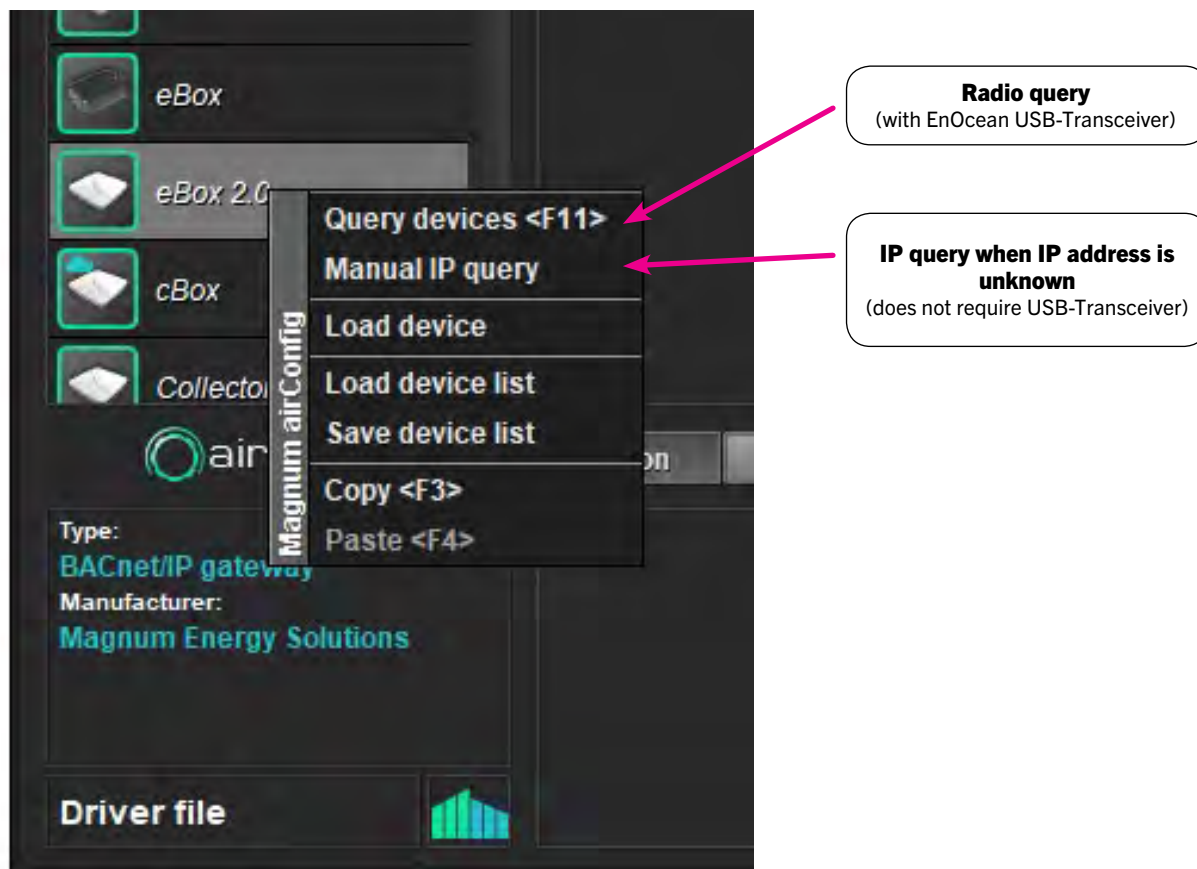 eBox
eBox 2.0
cBox
Collector
air
Magnum airConfig
Query devices <F11>
Manual IP query
Load device
Load device list
Save device list
Copy <F3>
Paste <F4>
on
Type:
BACnet/IP gateway
Manufacturer:
Magnum Energy Solutions
Driver file
Radio query
(with EnOcean USB-Transceiver)
IP query when IP address is
unknown
(does not require USB-Transceiver)